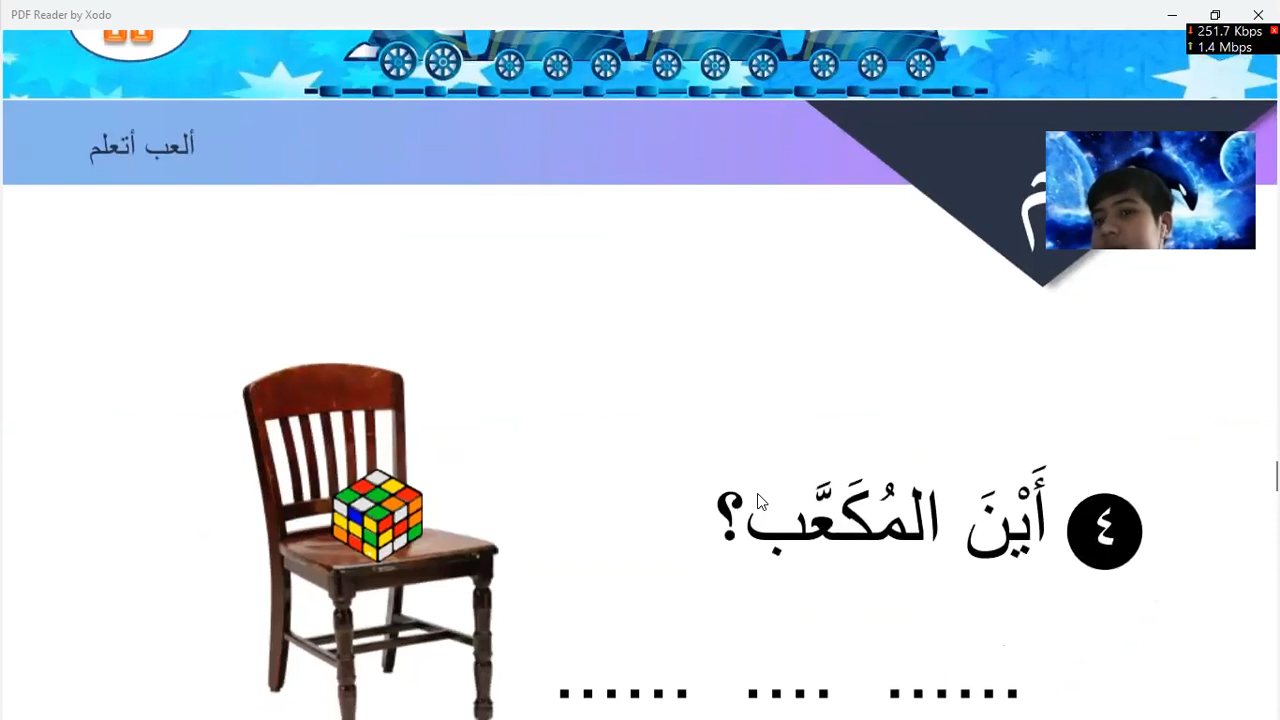 PDF Reader by Xodo
251.7 Kbps
1.4 Mbps
ألعب أتعلم
٤ أَيْنَ المُكَعَّب؟
...... .... ......